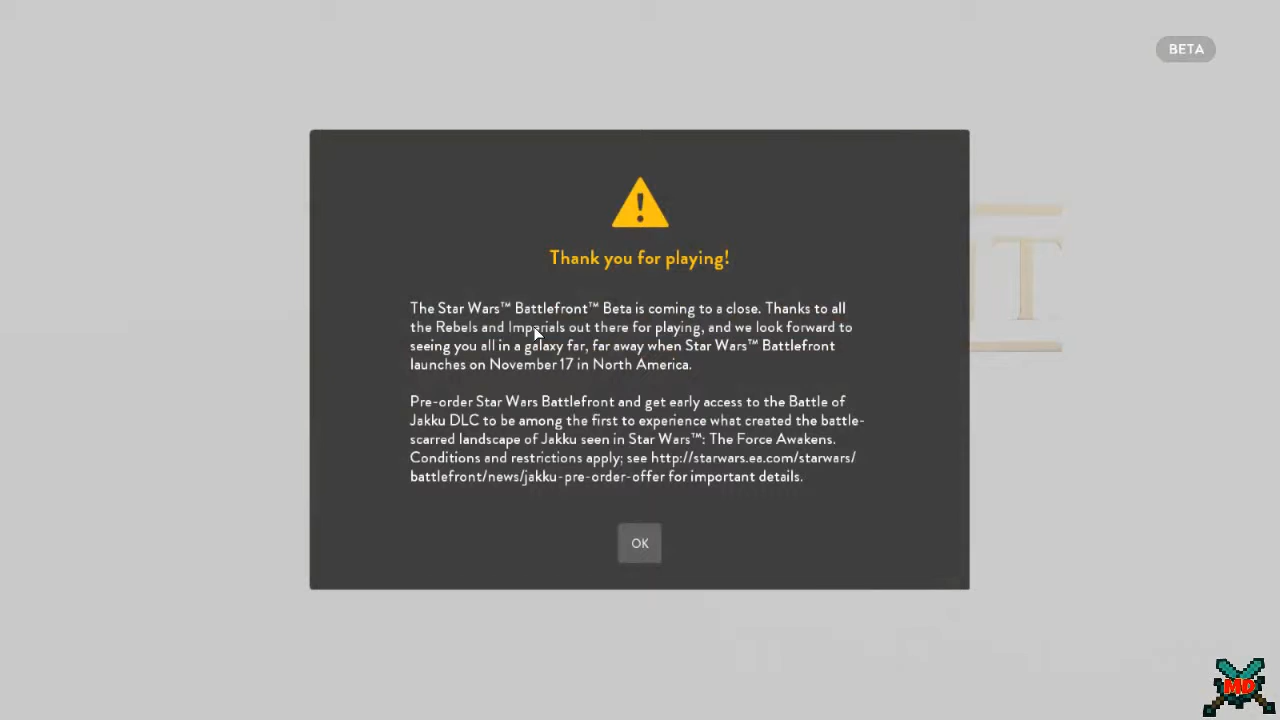 BETA
Thank you for playing!
The Star Wars™ Battlefront™ Beta is coming to a close. Thanks to all
the Rebels and Imperials out there for playing, and we look forward to
seeing you all in a galaxy far, far away when Star Wars™ Battlefront
launches on November 17 in North America.
Pre-order Star Wars Battlefront and get early access to the Battle of
Jakku DLC to be among the first to experience what created the battle-
scarred landscape of Jakku seen in Star Wars™: The Force Awakens.
Conditions and restrictions apply; see http://starwars.ea.com/starwars/
battlefront/news/jakku-pre-order-offer for important details.
OK
MD